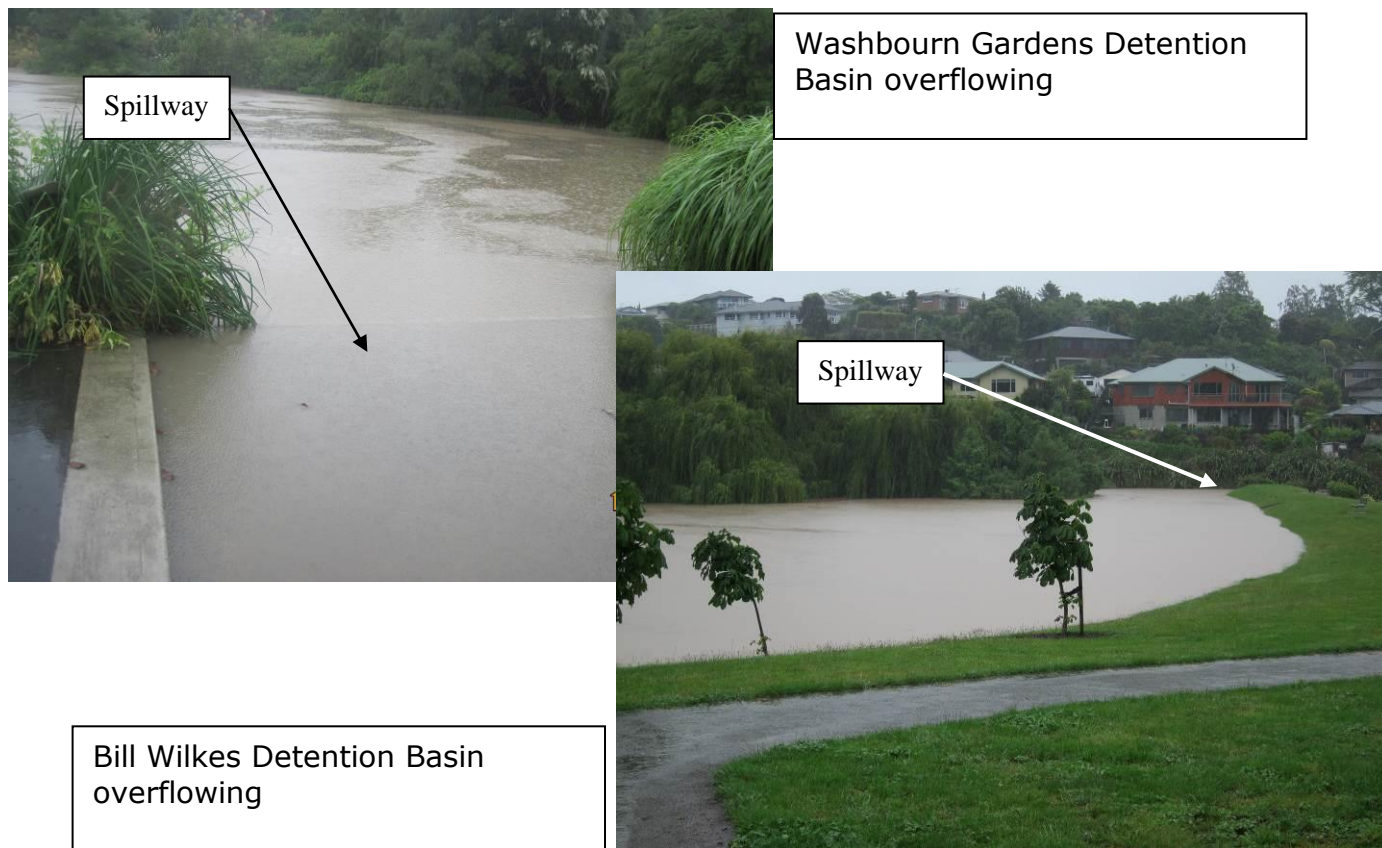 Washbourn Gardens Detention
Basin overflowing
Spillway
Spillway
Bill Wilkes Detention Basin
overflowing